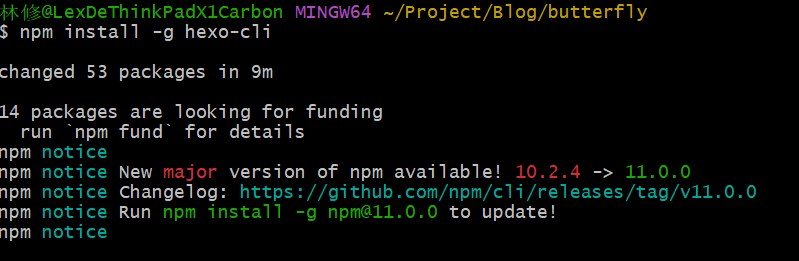 林修@LexDeThinkPadX1Carbon MINGW64 ~/Project/Blog/butterfly
$ npm install -g hexo-cli
changed 53 packages in 9m
14 packages are looking for funding
  run `npm fund` for details
npm notice
npm notice New major version of npm available! 10.2.4 -> 11.0.0
npm notice Changelog: https://github.com/npm/cli/releases/tag/v11.0.0
npm notice Run npm install -g npm@11.0.0 to update!
npm notice